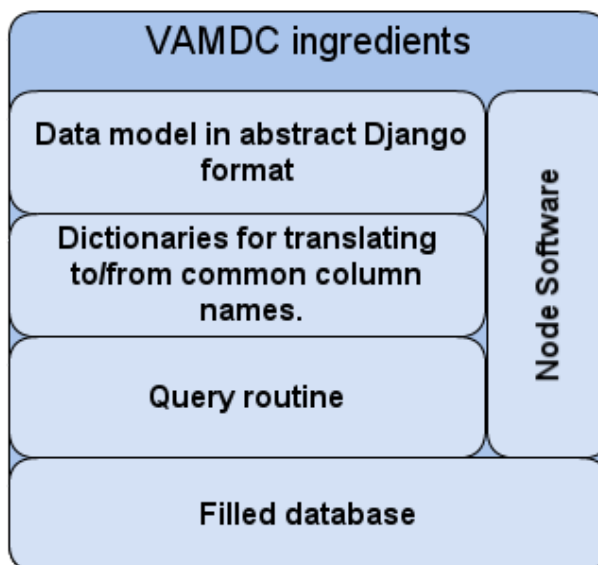 VAMDC ingredients
Data model in abstract Django
format
Dictionaries for translating
to/from common column
names.
Query routine
Node Software
Filled database